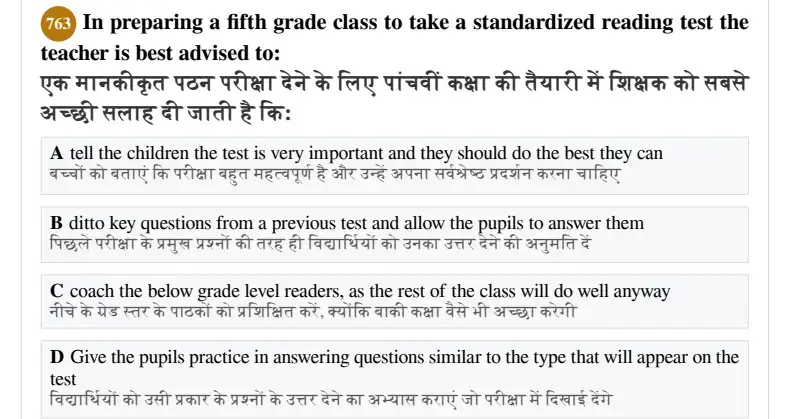 763 In preparing a fifth grade class to take a standardized reading test the
teacher is best advised to:
एक मानकीकृत पठन परीक्षा देने के लिए पांचवीं कक्षा की तैयारी में शिक्षक को सबसे
अच्छी सलाह दी जाती है कि:
A tell the children the test is very important and they should do the best they can
बच्चों को बताएं कि परीक्षा बहुत महत्वपूर्ण है और उन्हें अपना सर्वश्रेष्ठ प्रदर्शन करना चाहिए
B ditto key questions from a previous test and allow the pupils to answer them
पिछले परीक्षा के प्रमुख प्रश्नों की तरह ही विद्यार्थियों को उनका उत्तर देने की अनुमति दें
C coach the below grade level readers, as the rest of the class will do well anyway
नीचे के ग्रेड स्तर के पाठकों को प्रशिक्षित करें, क्योंकि बाकी कक्षा वैसे भी अच्छा करेगी
D Give the pupils practice in answering questions similar to the type that will appear on the
test
विद्यार्थियों को उसी प्रकार के प्रश्नों के उत्तर देने का अभ्यास कराएं जो परीक्षा में दिखाई देंगे